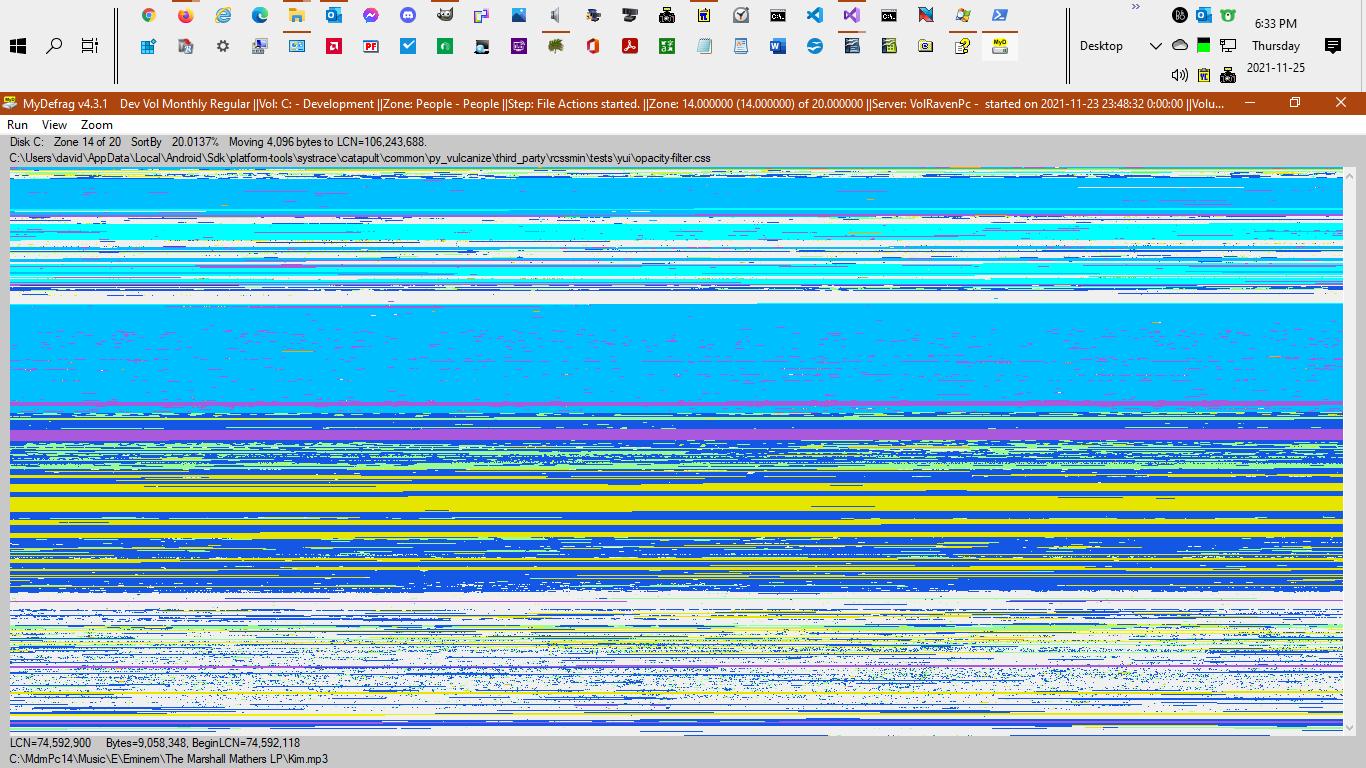 6:33 PM
Desktop
Thursday
2021-11-25
MyDefrag v4.3.1 Dev Vol Monthly Regular ||Vol: C: - Development ||Zone: People - People ||Step: File Actions started. ||Zone: 14.000000 (14.000000) of 20.000000 ||Server: VolRavenPc - started on 2021-11-23 23:48:32 0:00:00 ||Volu...
Run View Zoom
Disk C: Zone 14 of 20 SortBy 20.0137% Moving 4,096 bytes to LCN=106,243,688.
C:\Users\david\AppData\Local\Android\Sdk\platform-tools\systrace\catapult\common\py_vulcanize\third_party\rcssmin\tests\yui\opacity-filter.css
LCN=74,592,900 Bytes=9,058,348, BeginLCN=74,592,118
C:\MdmPc14\Music\E\Eminem\The Marshall Mathers LP\Kim.mp3